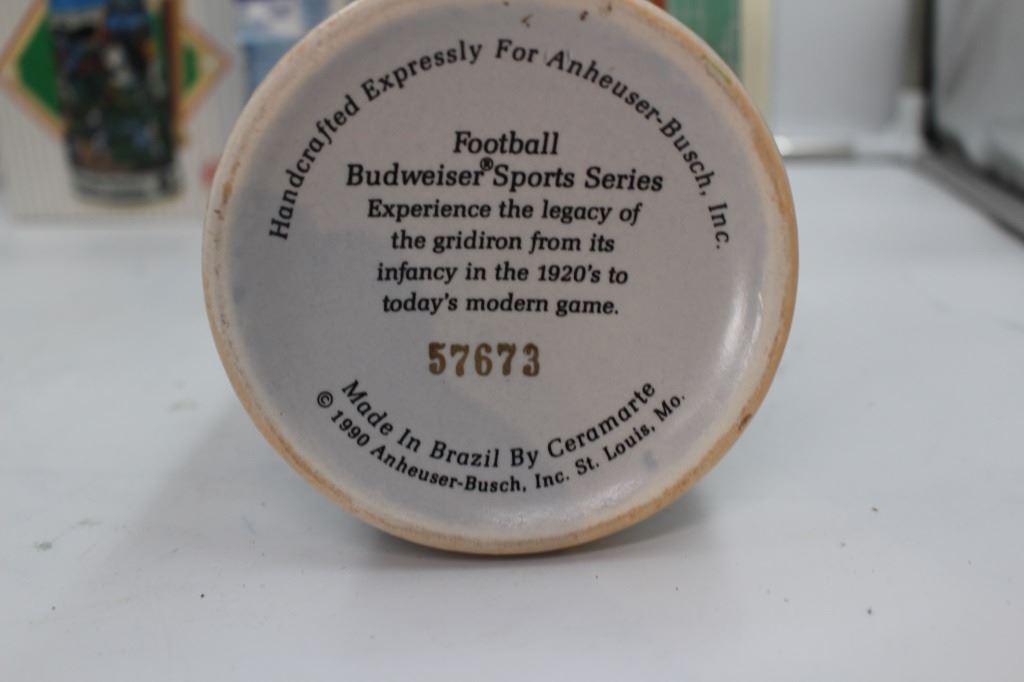 Handcrafted Expressly For Anheuser-Busch, Inc.
Football
Budweiser® Sports Series
Experience the legacy of
the gridiron from its
infancy in the 1920's to
today's modern game.
57673
Made In Brazil By Ceramarte
© 1990 Anheuser-Busch, Inc. St. Louis, Mo.